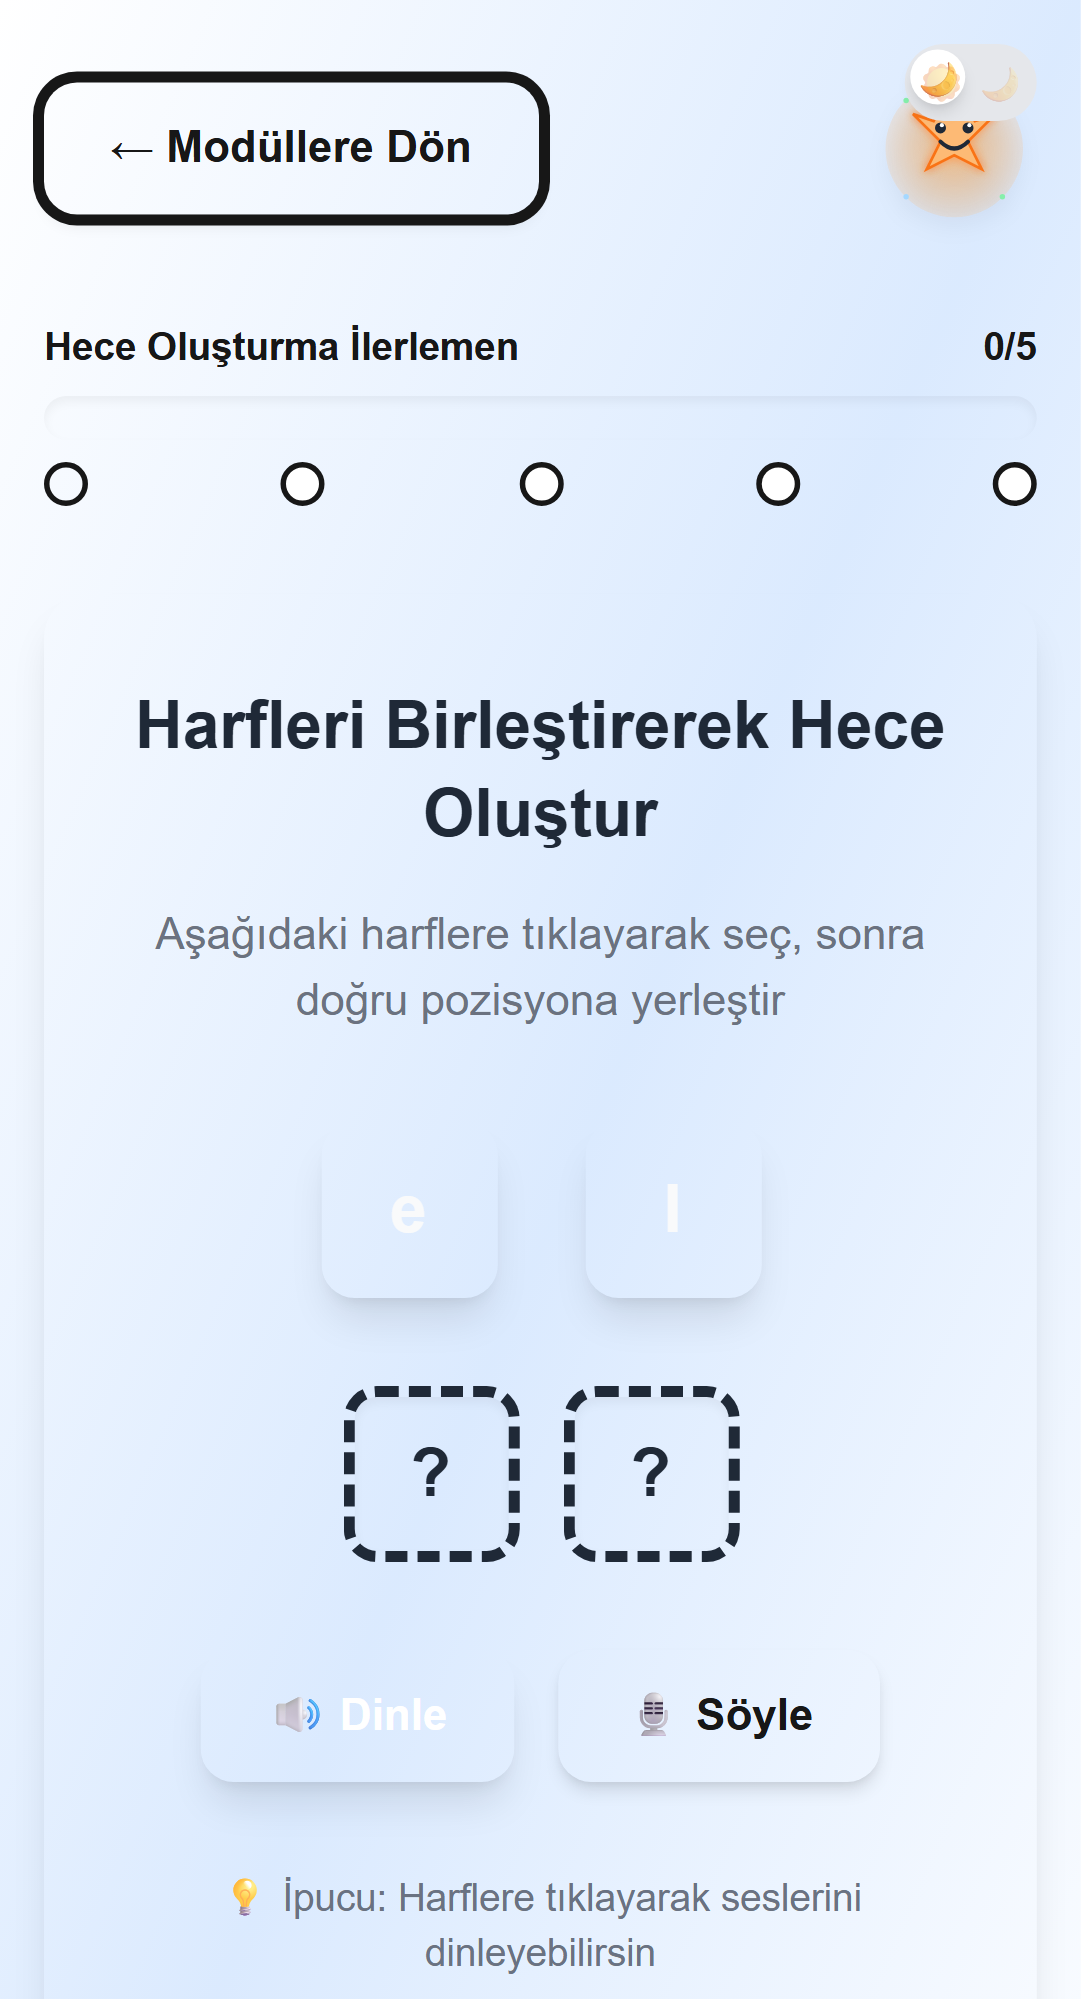 ← Modüllere Dön
Hece Oluşturma İlerlemen 0/5
Harfleri Birleştirerek Hece
Oluştur
Aşağıdaki harflere tıklayarak seç, sonra
doğru pozisyona yerleştir
e l
? ?
Dinle Söyle
İpucu: Harflere tıklayarak seslerini
dinleyebilirsin